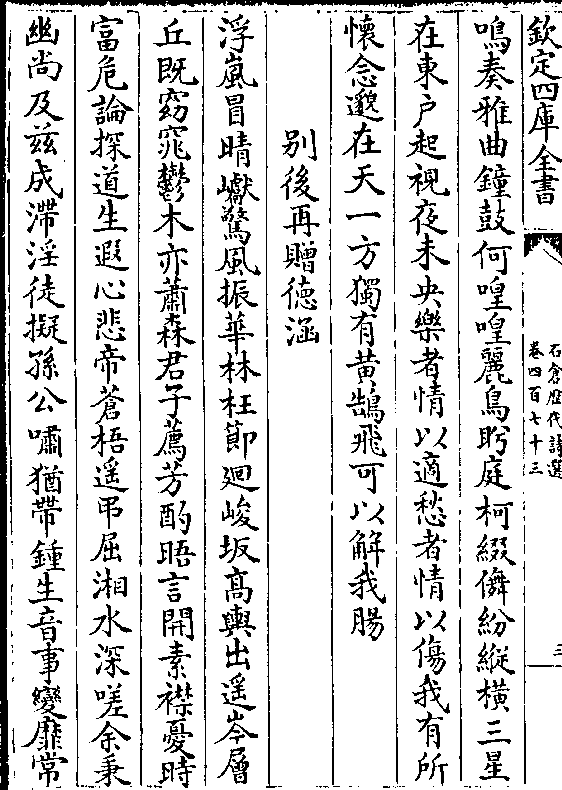 欽定四庫全書
石倉歷代詩選
卷四百七十三
三
鳴奏雅曲鐘鼓何喤喤麗鳥盻庭柯綴儛紛縱橫三星
在東户起視夜未央樂者情以適愁者情以傷我有所
懷念邈在天一方獨有黄鵠飛可以解我腸
别後再贈德涵
浮嵐冒晴巘驚風振華林枉節廻峻坂髙輿出遥岑層
丘既窈窕鬱木亦蕭森君子薦芳酌晤言開素襟憂時
富危論探道生遐心悲帝蒼梧遥弔屈湘水深嗟余秉
幽尚及兹成滯淫徒擬孫公嘯猶帶鍾生音事變靡常